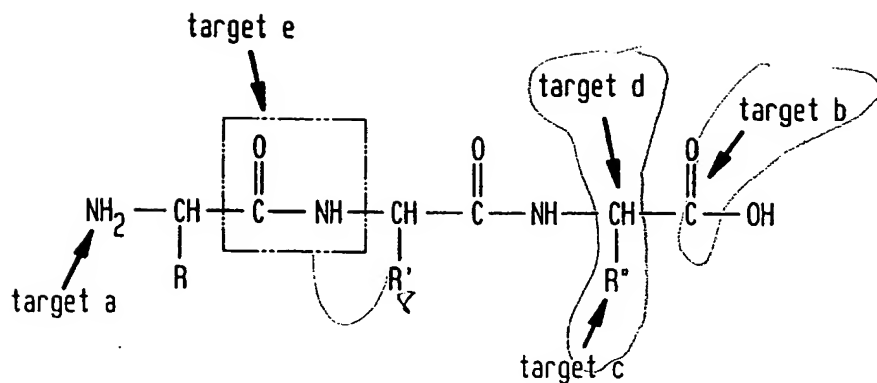 target e
target d
target b
O O O
NH₂ — CH — C — NH — CH — C — NH — CH — C — OH
R R' R"
target a
target c